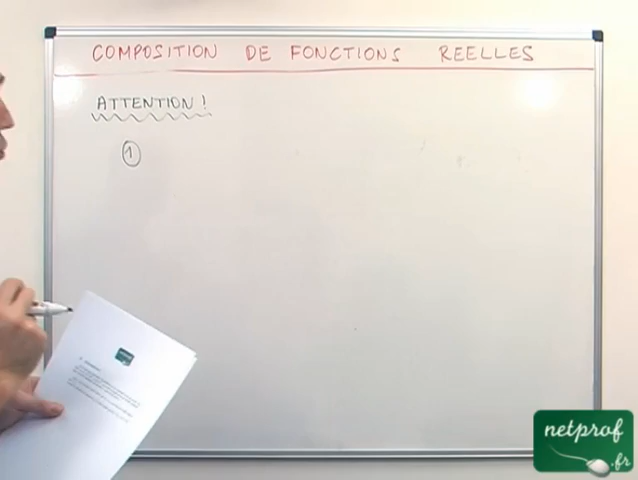 COMPOSITION DE FONCTIONS REELLES
ATTENTION !
1
netprof
.fr